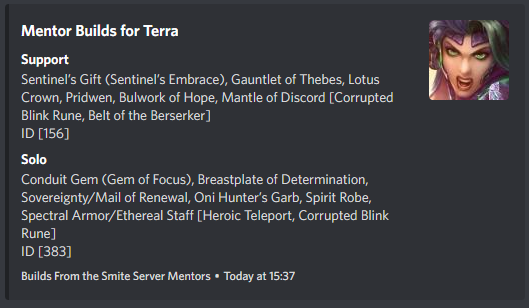 Mentor Builds for Terra
Support
Sentinel's Gift (Sentinel's Embrace), Gauntlet of Thebes, Lotus
Crown, Pridwen, Bulwork of Hope, Mantle of Discord [Corrupted
Blink Rune, Belt of the Berserker]
ID [156]
Solo
Conduit Gem (Gem of Focus), Breastplate of Determination,
Sovereignty/Mail of Renewal, Oni Hunter's Garb, Spirit Robe,
Spectral Armor/Ethereal Staff [Heroic Teleport, Corrupted Blink
Rune]
ID [383]
Builds From the Smite Server Mentors • Today at 15:37